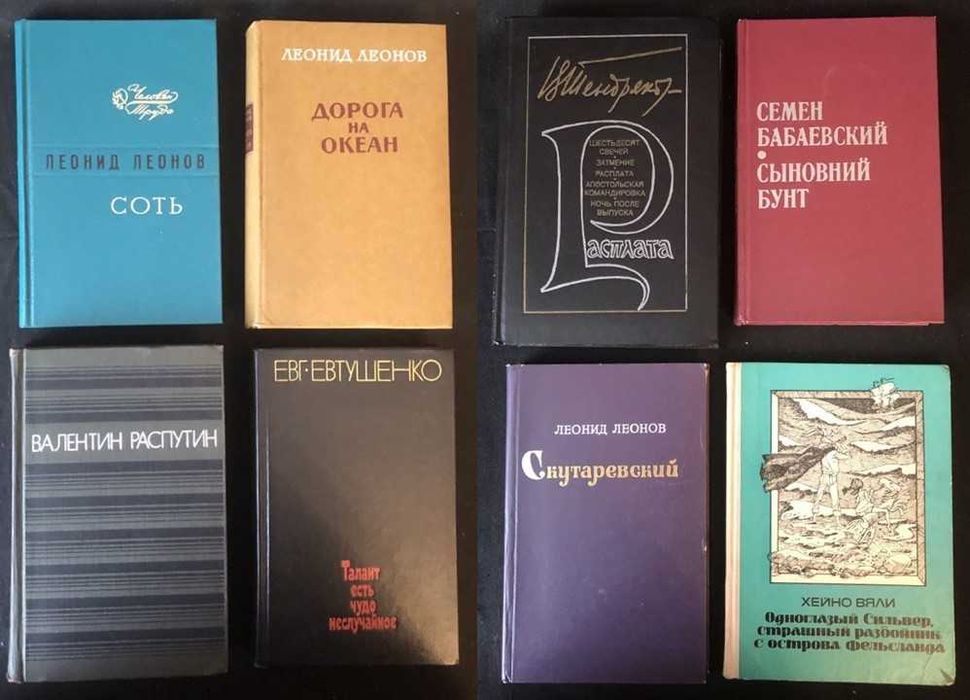 Человек
Труда
ЛЕОНИД ЛЕОНОВ
СОТЬ
ЛЕОНИД ЛЕОНОВ
ДОРОГА
НА
ОКЕАН
В Тендряков
ШЕСТЬДЕСЯТ
СВЕЧЕЙ
ЗАТМЕНИЕ
РАСПЛАТА
АПОСТОЛЬСКАЯ
КОМАНДИРОВКА
НОЧЬ ПОСЛЕ
ВЫПУСКА
Расплата
СЕМЕН
БАБАЕВСКИЙ
•
СЫНОВНИЙ
БУНТ
ВАЛЕНТИН РАСПУТИН
ЕВГ·ЕВТУШЕНКО
Талант
есть
чудо
неслучайное
ЛЕОНИД ЛЕОНОВ
Скутаревский
ХЕЙНО ВЯЛИ
Одноглазый Сильвер,
страшный разбойник
с острова Фельсланда